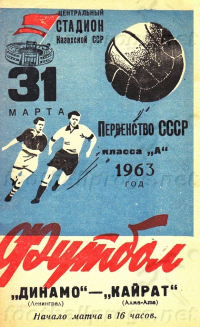 ЦЕНТРАЛЬНЫЙ
СТАДИОН
Казахской ССР
31
МАРТА
Первенство СССР
класса „А“
1963
ГОД
Футбол
„ДИНАМО“—„КАЙРАТ“
(Ленинград) (Алма-Ата)
Начало матча в 16 часов.